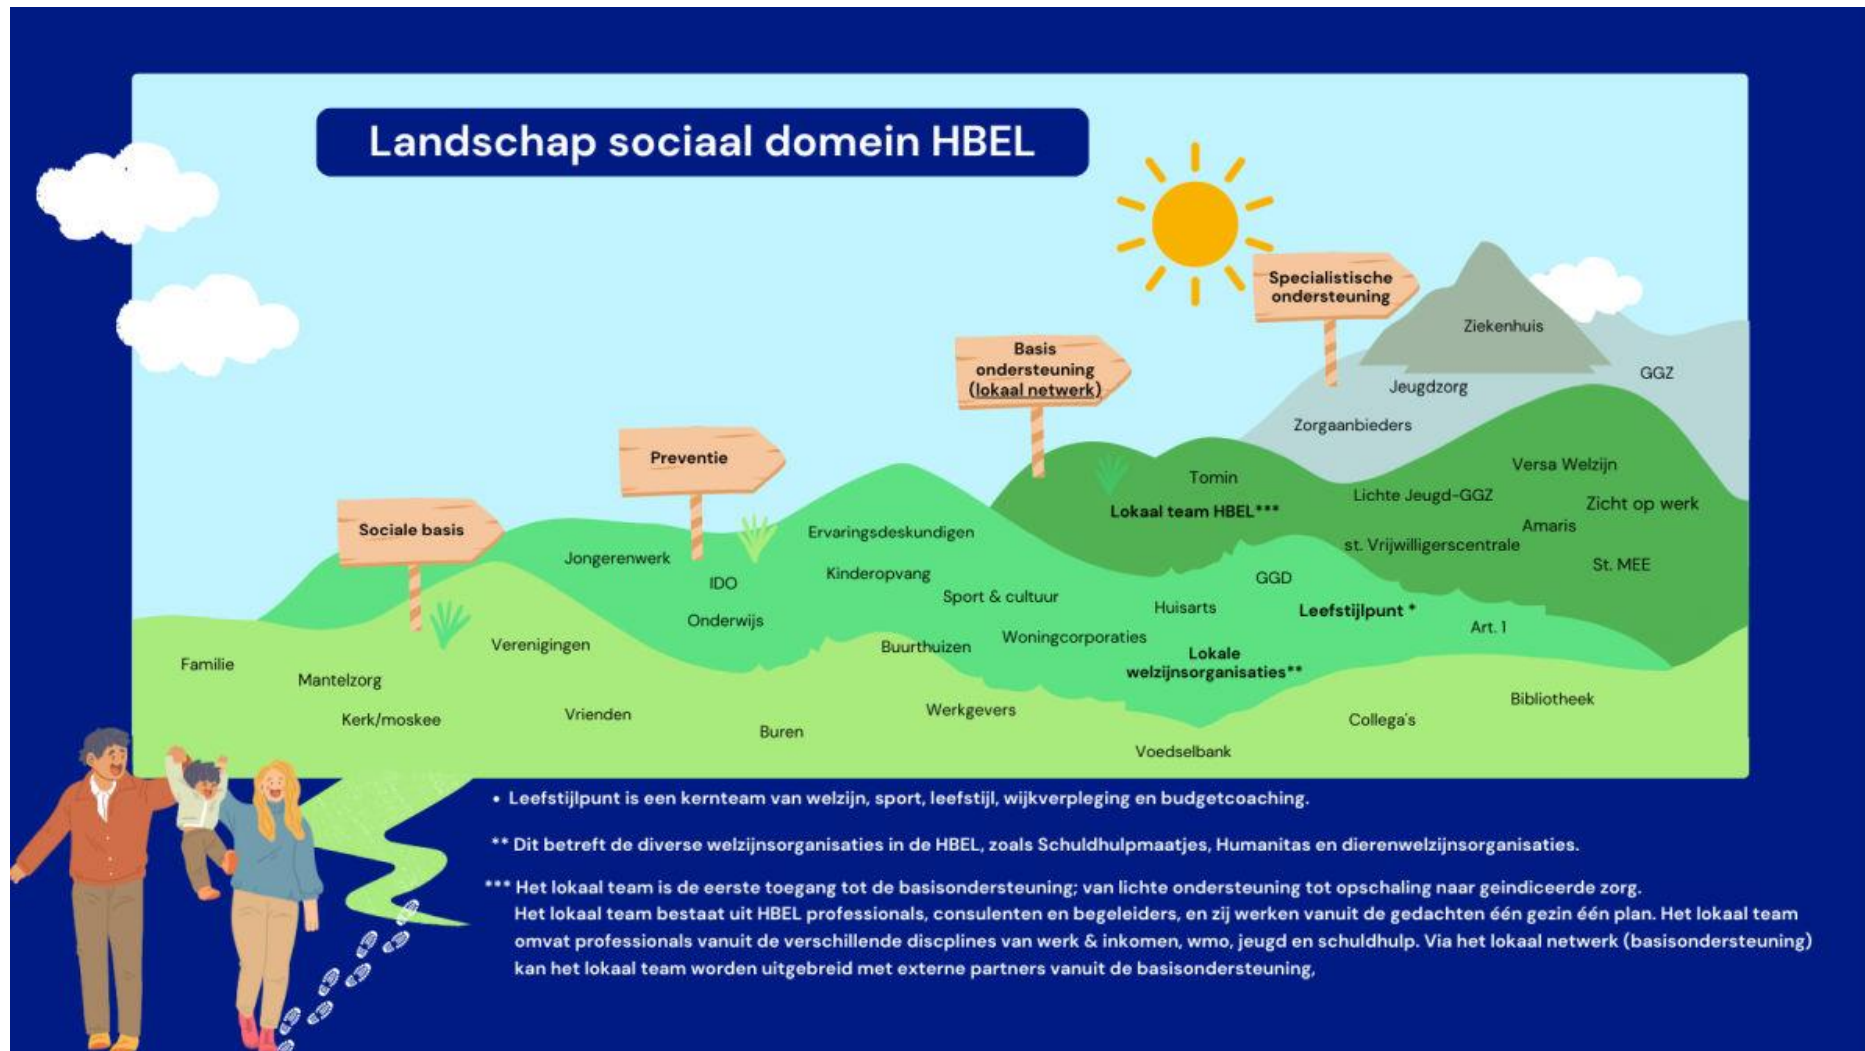 Landschap sociaal domein HBEL
Specialistische
ondersteuning
Ziekenhuis
Basis
ondersteuning
(lokaal netwerk)
GGZ
Jeugdzorg
Zorgaanbieders
Preventie
Versa Welzijn
Tomin
Lichte Jeugd-GGZ
Zicht op werk
Lokaal team HBEL***
Amaris
Sociale basis
Ervaringsdeskundigen
st. Vrijwilligerscentrale
Jongerenwerk
St. MEE
Kinderopvang
GGD
IDO
Sport & cultuur
Huisarts
Leefstijlpunt *
Onderwijs
Art. 1
Woningcorporaties
Verenigingen
Buurthuizen
Lokale
welzijnsorganisaties**
Familie
Mantelzorg
Bibliotheek
Werkgevers
Vrienden
Kerk/moskee
Collega's
Buren
Voedselbank
• Leefstijlpunt is een kernteam van welzijn, sport, leefstijl, wijkverpleging en budgetcoaching.
** Dit betreft de diverse welzijnsorganisaties in de HBEL, zoals Schuldhulpmaatjes, Humanitas en dierenwelzijnsorganisaties.
*** Het lokaal team is de eerste toegang tot de basisondersteuning; van lichte ondersteuning tot opschaling naar geindiceerde zorg.
Het lokaal team bestaat uit HBEL professionals, consulenten en begeleiders, en zij werken vanuit de gedachten één gezin één plan. Het lokaal team
omvat professionals vanuit de verschillende discplines van werk & inkomen, wmo, jeugd en schuldhulp. Via het lokaal netwerk (basisondersteuning)
kan het lokaal team worden uitgebreid met externe partners vanuit de basisondersteuning,